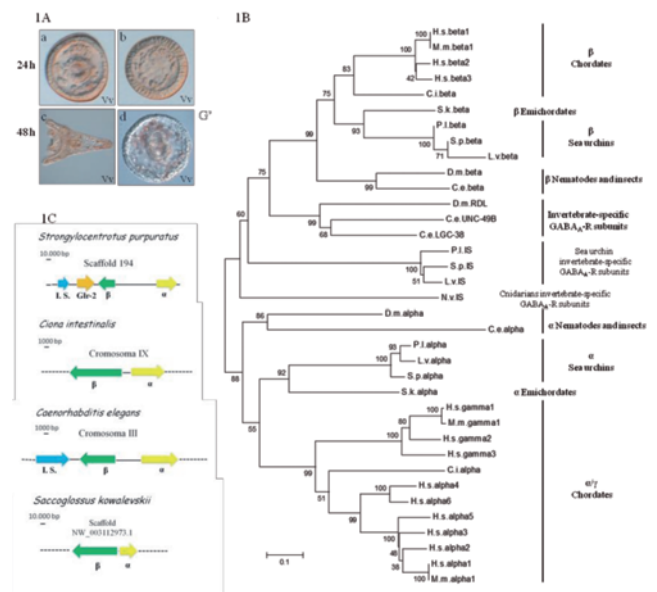 1A
24h
a
Vv
b
Vv
48h
c
Vv
d
Vv
G*
1C
Strongylocentrotus purpuratus
10.000 bp
Scaffold 194
I. S.
Glr-2
β
α
Ciona intestinalis
1000 bp
Cromosoma IX
β
α
Caenorhabditis elegans
1000 bp
Cromosoma III
I. S.
β
α
Saccoglossus kowalevskii
10.000 bp
Scaffold
NW_003112973.1
β
α
1B
H.s.beta1
100
100
M.m.beta1
H.s.beta2
42
H.s.beta3
83
C.i.beta
75
S.k.beta
93
P.l.beta
100
S.p.beta
71
L.v.beta
99
D.m.beta
99
C.e.beta
75
D.m.RDL
99
C.e.UNC-49B
68
C.e.LGC-38
60
P.l.IS
100
S.p.IS
51
L.v.IS
N.v.IS
D.m.alpha
86
C.e.alpha
88
P.l.alpha
93
100
L.v.alpha
S.p.alpha
92
S.k.alpha
55
H.s.gamma1
100
M.m.gamma1
80
H.s.gamma2
100
H.s.gamma3
99
C.i.alpha
51
H.s.alpha4
100
H.s.alpha6
99
H.s.alpha5
100
H.s.alpha3
46
H.s.alpha2
36
H.s.alpha1
100
M.m.alpha1
0.1
β
Chordates
β Emichordates
β
Sea urchins
β Nematodes and insects
Invertebrate-specific
GABAA-R subunits
Sea urchin
invertebrate-specific
GABAA-R subunits
Cnidarians invertebrate-specific
GABAA-R subunits
α Nematodes and insects
α
Sea urchins
α Emichordates
α/γ
Chordates